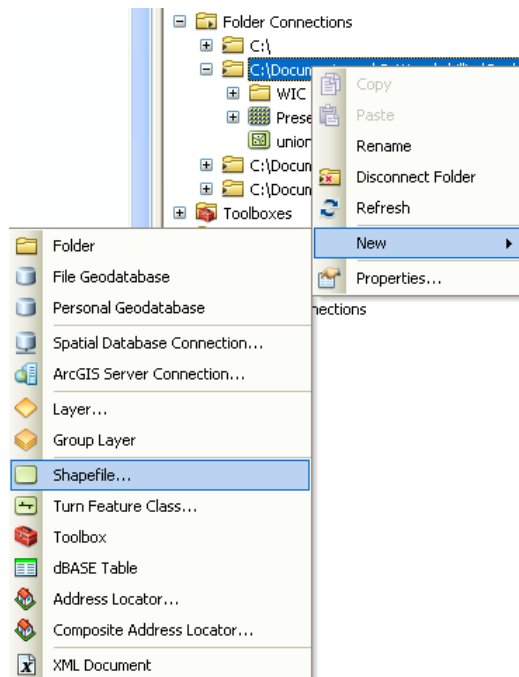 Folder Connections
C:\
C:\Docum
WIC
Prese
union
C:\Docum
C:\Docum
Toolboxes
nections
Copy
Paste
Rename
Disconnect Folder
Refresh
New
Properties...
Folder
File Geodatabase
Personal Geodatabase
Spatial Database Connection...
ArcGIS Server Connection...
Layer...
Group Layer
Shapefile...
Turn Feature Class...
Toolbox
dBASE Table
Address Locator...
Composite Address Locator...
XML Document